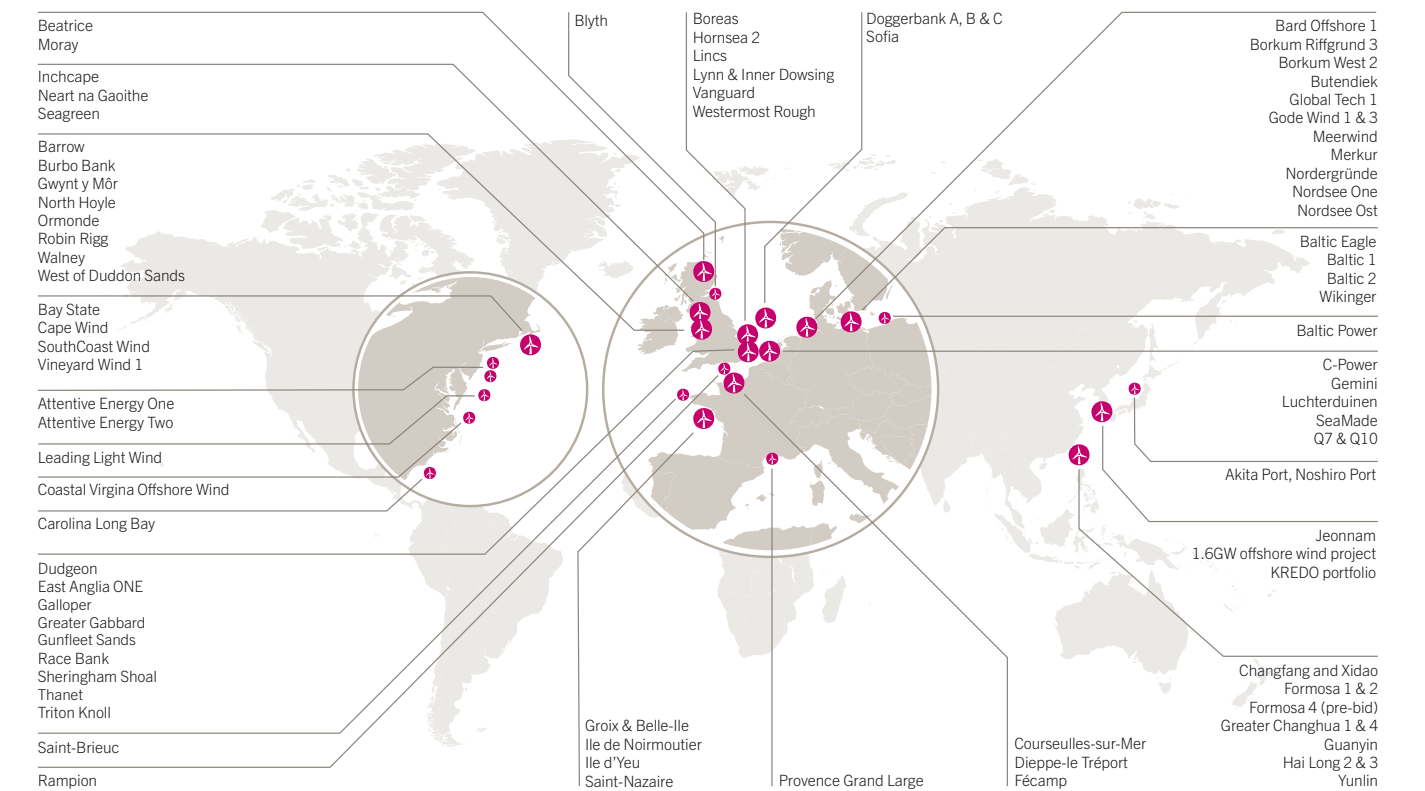 Beatrice
Moray
Inchcape
Neart na Gaoithe
Seagreen
Barrow
Burbo Bank
Gwynt y Môr
North Hoyle
Ormonde
Robin Rigg
Walney
West of Duddon Sands
Bay State
Cape Wind
SouthCoast Wind
Vineyard Wind 1
Attentive Energy One
Attentive Energy Two
Leading Light Wind
Coastal Virgina Offshore Wind
Carolina Long Bay
Dudgeon
East Anglia ONE
Galloper
Greater Gabbard
Gunfleet Sands
Race Bank
Sheringham Shoal
Thanet
Triton Knoll
Saint-Brieuc
Rampion
Blyth
Boreas
Hornsea 2
Lincs
Lynn & Inner Dowsing
Vanguard
Westermost Rough
Doggerbank A, B & C
Sofia
Groix & Belle-Ile
Ile de Noirmoutier
Ile d'Yeu
Saint-Nazaire
Provence Grand Large
Courseulles-sur-Mer
Dieppe-le Tréport
Fécamp
Bard Offshore 1
Borkum Riffgrund 3
Borkum West 2
Butendiek
Global Tech 1
Gode Wind 1 & 3
Meerwind
Merkur
Nordergründe
Nordsee One
Nordsee Ost
Baltic Eagle
Baltic 1
Baltic 2
Wikinger
Baltic Power
C-Power
Gemini
Luchterduinen
SeaMade
Q7 & Q10
Akita Port, Noshiro Port
Jeonnam
1.6GW offshore wind project
KREDO portfolio
Changfang and Xidao
Formosa 1 & 2
Formosa 4 (pre-bid)
Greater Changhua 1 & 4
Guanyin
Hai Long 2 & 3
Yunlin